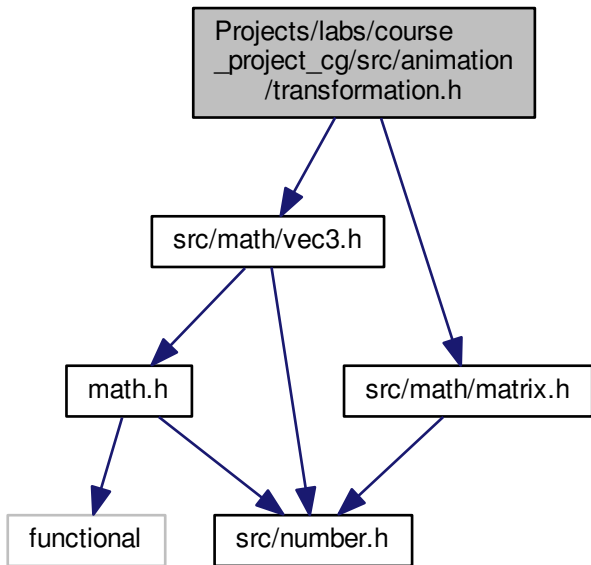 Projects/labs/course
_project_cg/src/animation
/transformation.h
src/math/vec3.h
math.h
src/math/matrix.h
functional
src/number.h